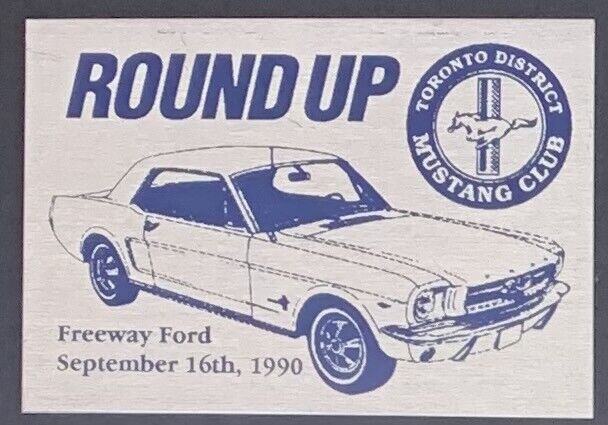 ROUND UP
TORONTO DISTRICT
MUSTANG CLUB
Freeway Ford
September 16th, 1990